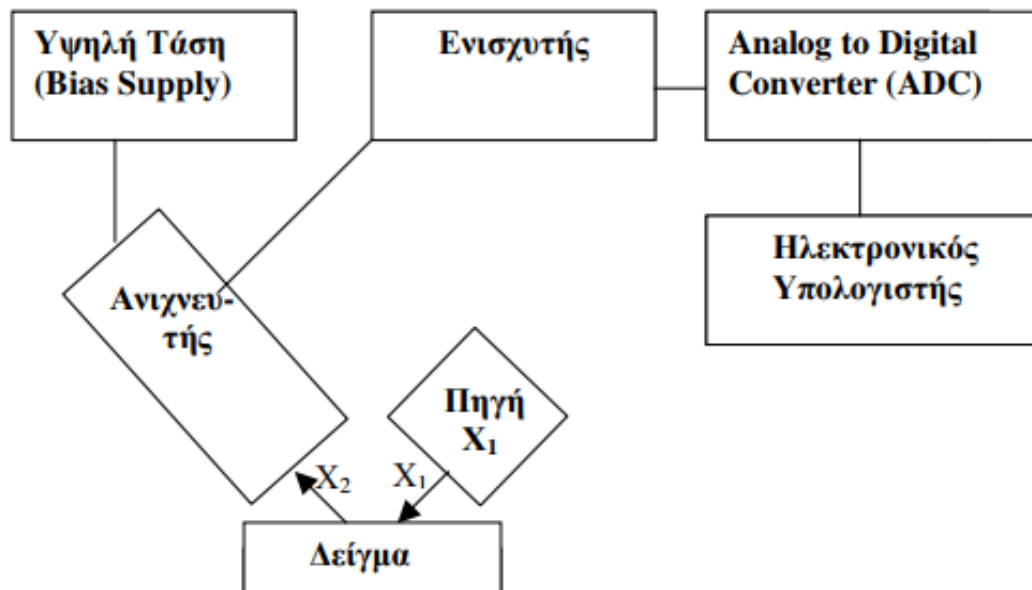 Υψηλή Τάση
(Bias Supply)
Ενισχυτής
Analog to Digital
Converter (ADC)
Ηλεκτρονικός
Υπολογιστής
Ανιχνευ-
τής
Πηγή
X₁
X₂
X₁
Δείγμα